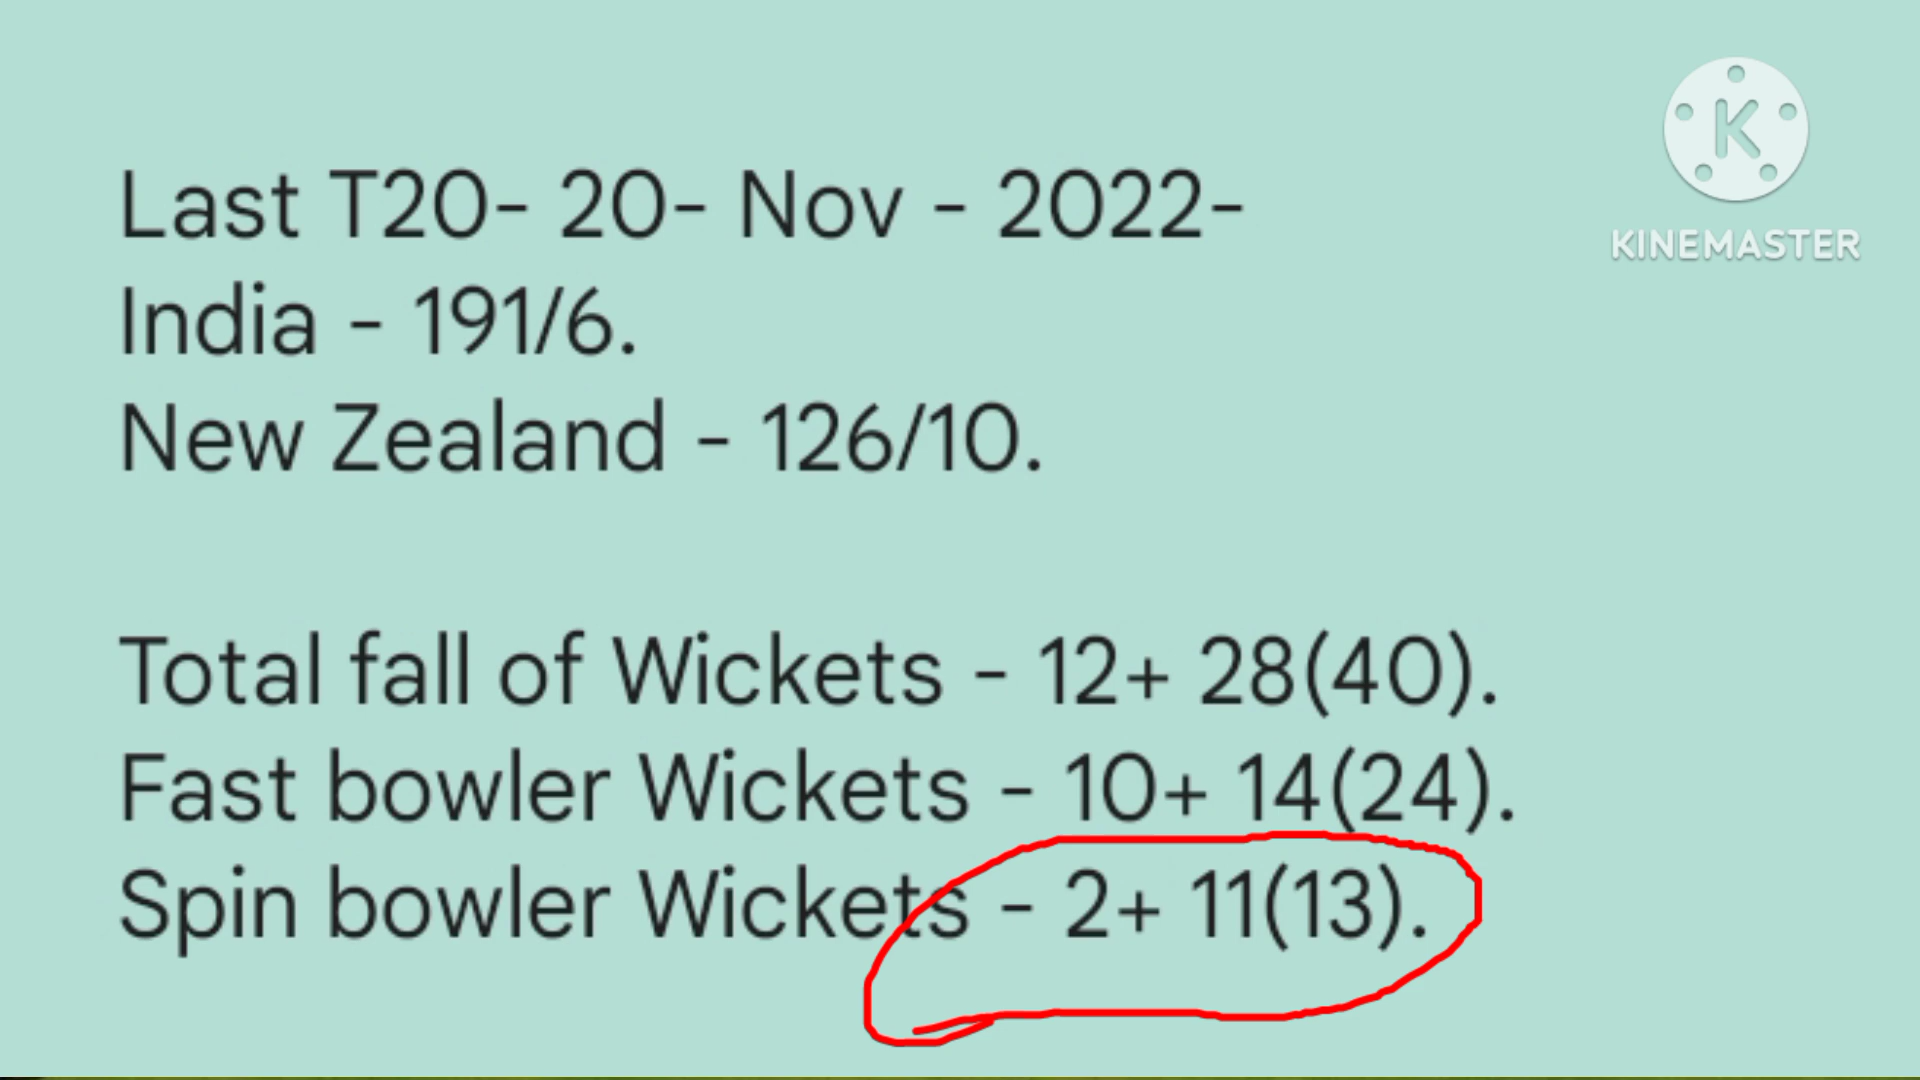 Last T20- 20- Nov - 2022-
India - 191/6.
New Zealand - 126/10.
Total fall of Wickets - 12+ 28(40).
Fast bowler Wickets - 10+ 14(24).
Spin bowler Wickets - 2+ 11(13).
K
KINEMASTER